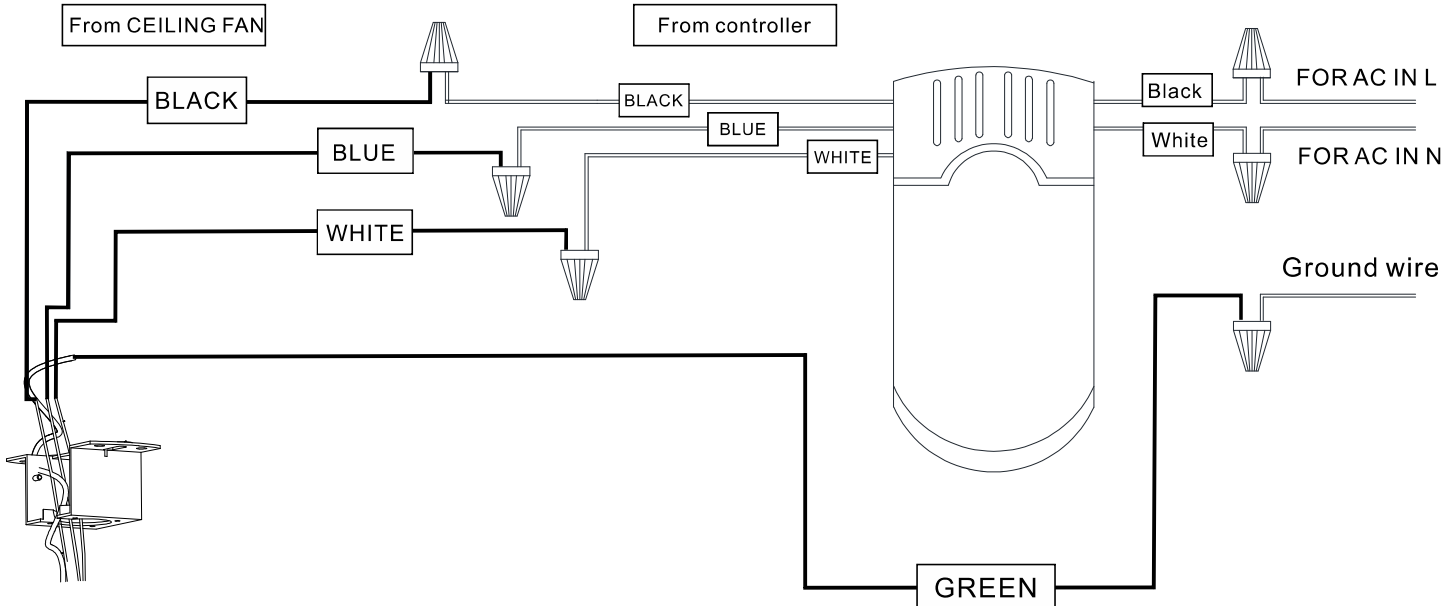 From CEILING FAN
From controller
FOR AC IN L
BLACK
BLACK
Black
BLUE
BLUE
White
WHITE
FOR AC IN N
WHITE
Ground wire
GREEN